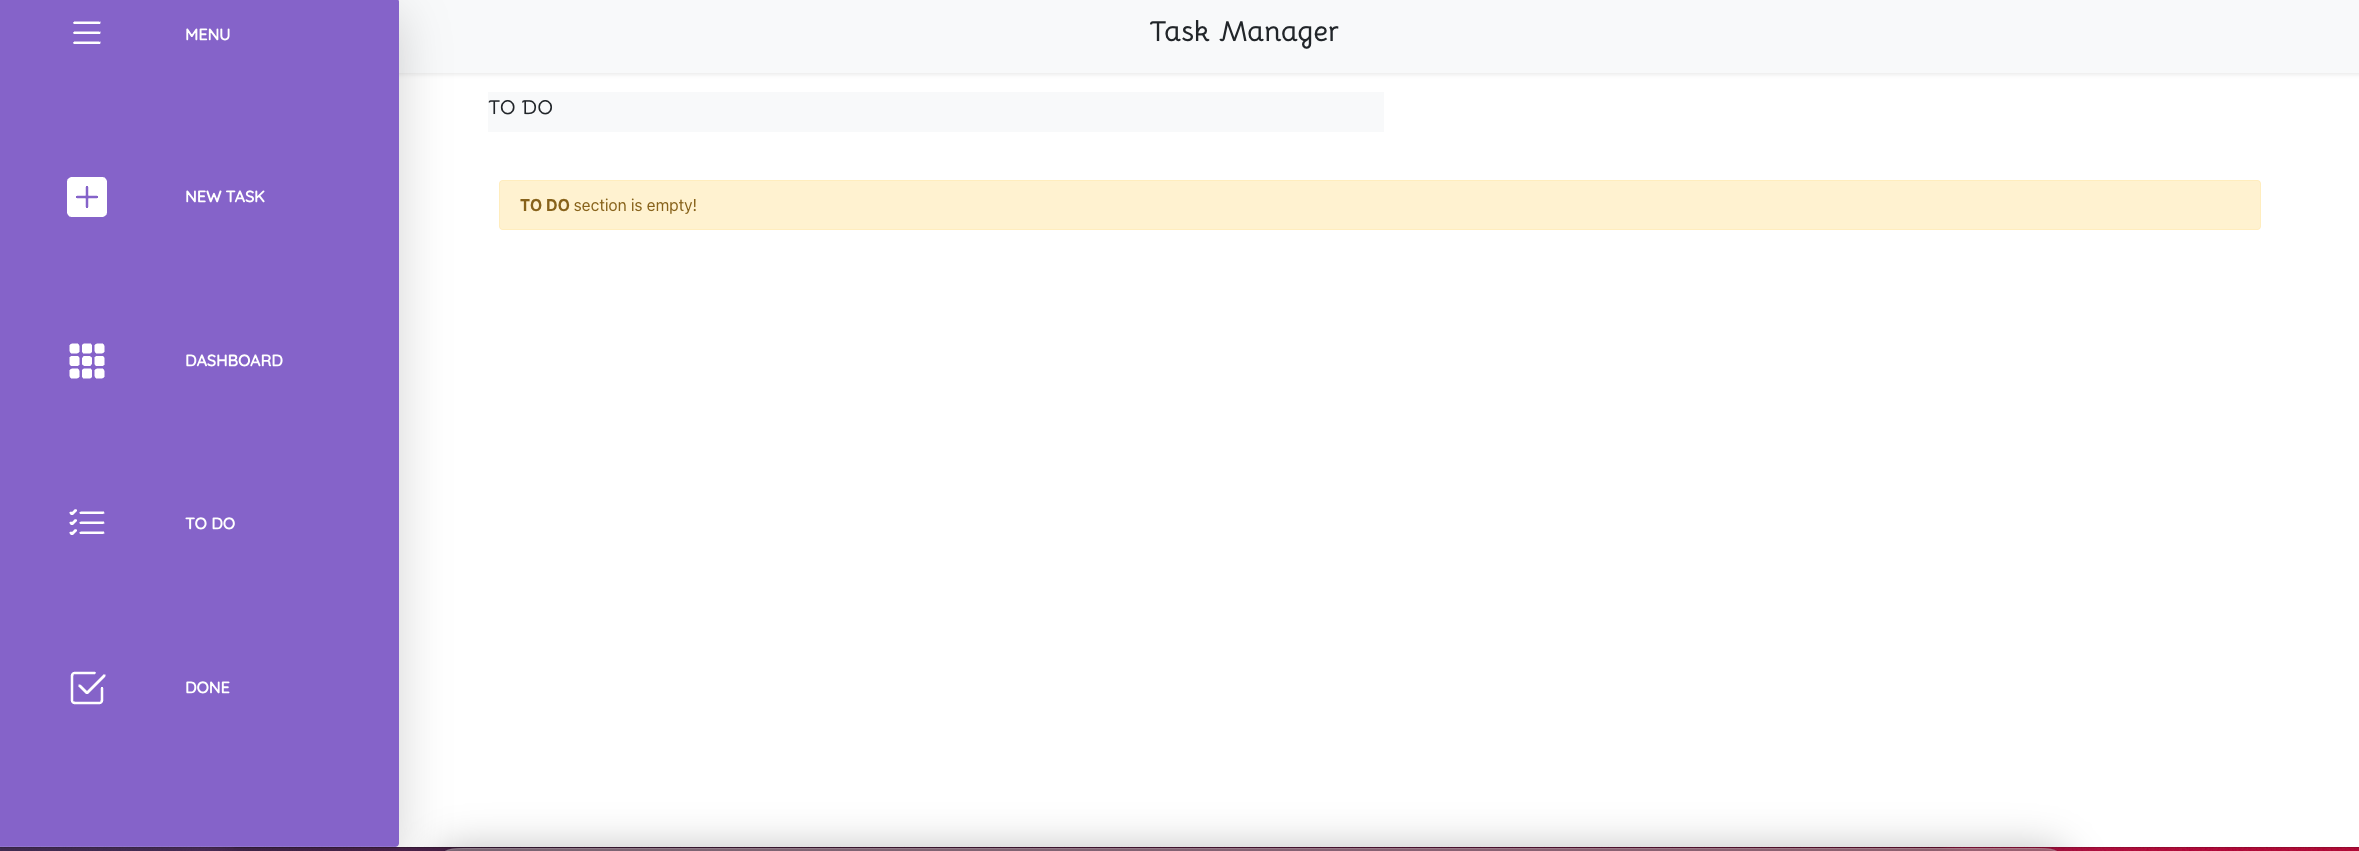 MENU
Task Manager
TO DO
NEW TASK
TO DO section is empty!
DASHBOARD
TO DO
DONE